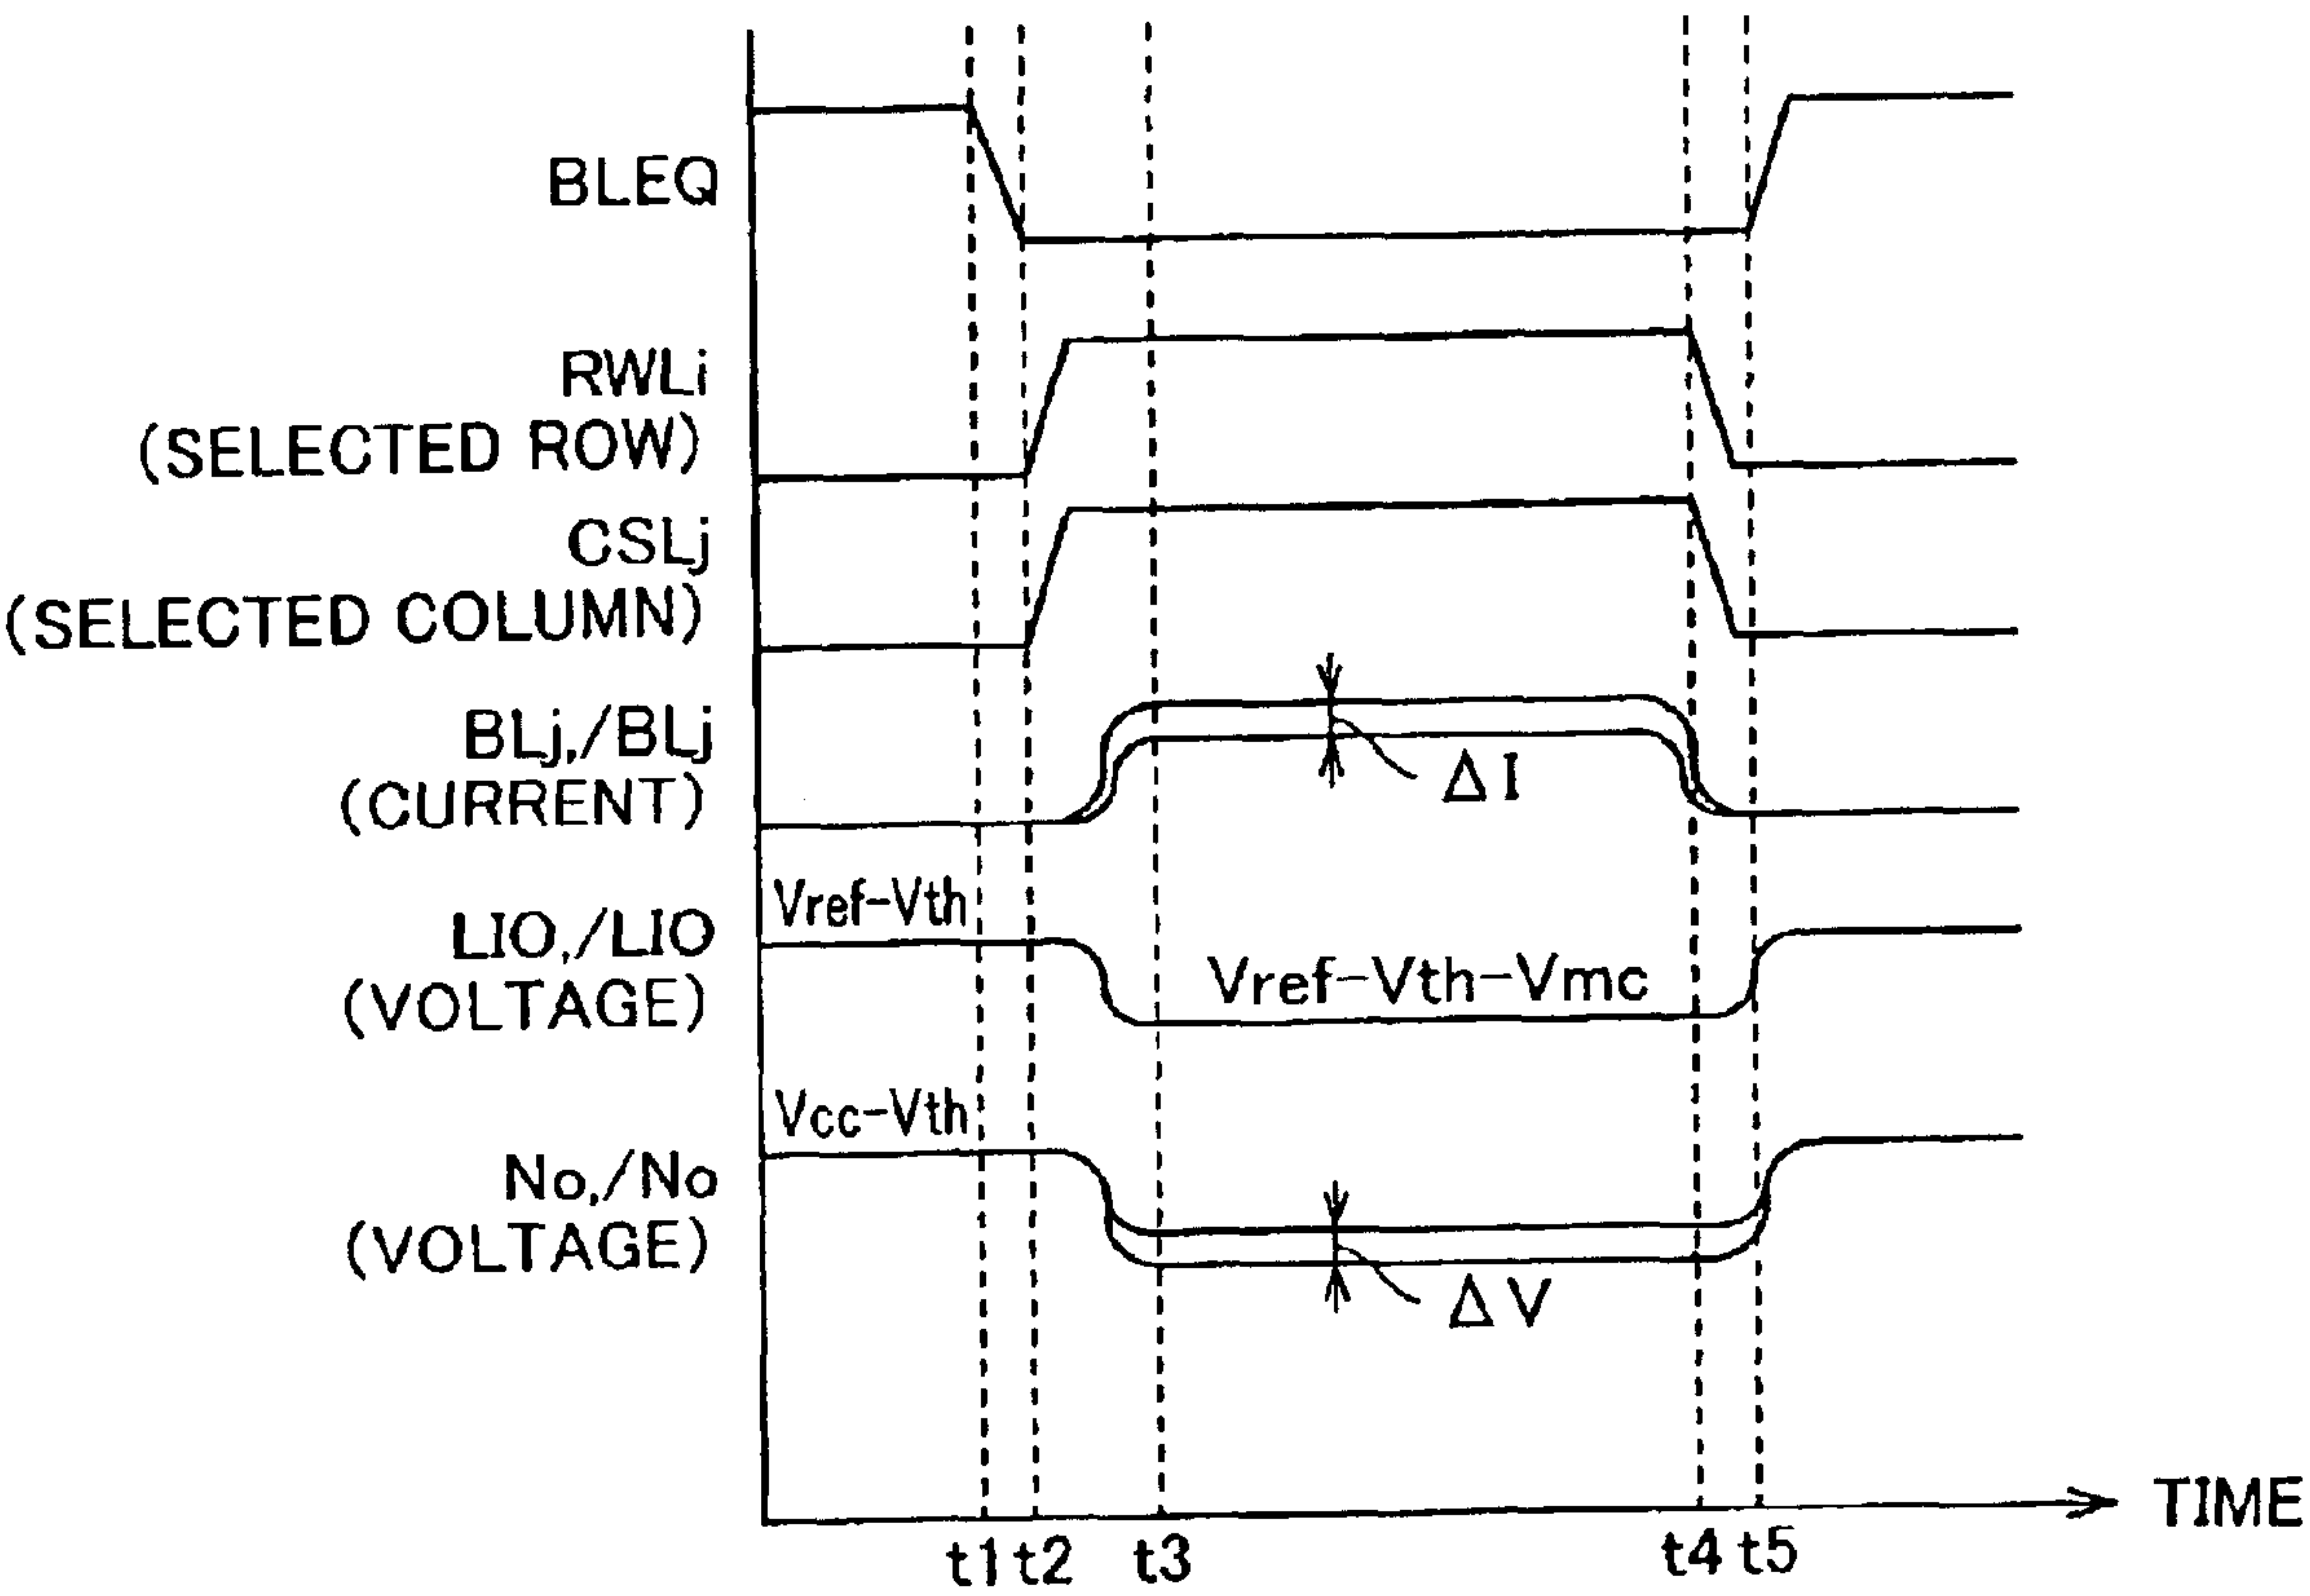 BLEQ
RWLi
(SELECTED ROW)
CSLj
(SELECTED COLUMN)
BLj,/BLj
(CURRENT)
ΔI
Vref-Vth
LIO,/LIO
(VOLTAGE)
Vref-Vth-Vmc
Vcc-Vth
No,/No
(VOLTAGE)
ΔV
TIME
t1 t2 t3 t4 t5